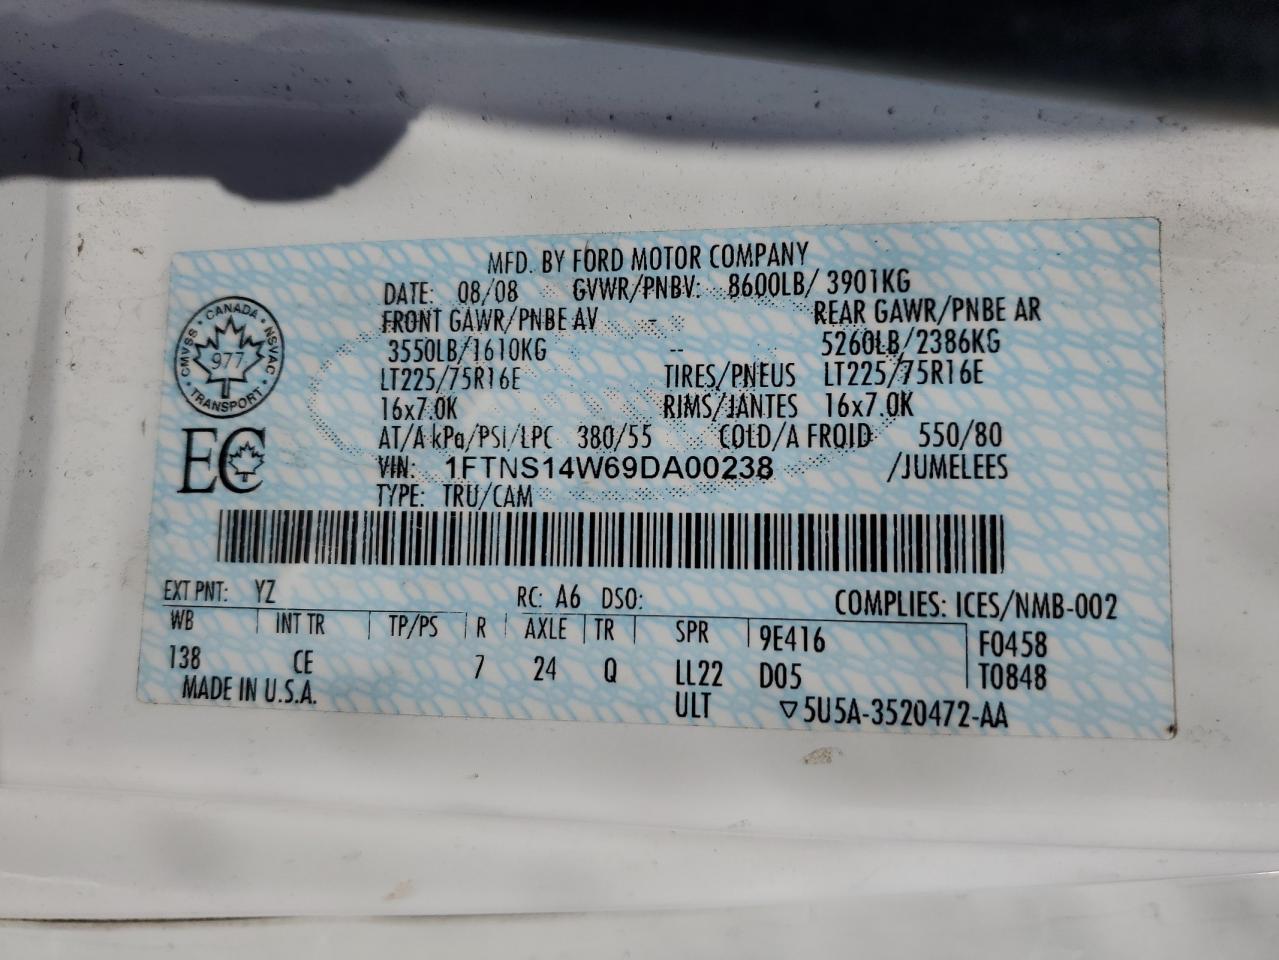 MFD. BY FORD MOTOR COMPANY
DATE: 08/08 GVWR/PNBV: 8600LB/ 3901KG
FRONT GAWR/PNBE AV -- REAR GAWR/PNBE AR
3550LB/1610KG -- 5260LB/2386KG
LT225/75R16E TIRES/PNEUS LT225/75R16E
16x7.0K RIMS/JANTES 16x7.0K
AT/A kPa/PSI/LPC 380/55 COLD/A FROID 550/80
VIN: 1FTNS14W69DA00238 /JUMELEES
TYPE: TRU/CAM
CANADA
CMVSS NSVAC
977
TRANSPORT
EC
EXT PNT: YZ RC: A6 DSO: COMPLIES: ICES/NMB-002
WB INT TR TP/PS R AXLE TR SPR 9E416 F0458
138 CE 7 24 Q LL22 D05 T0848
MADE IN U.S.A. ULT ▽5U5A-3520472-AA